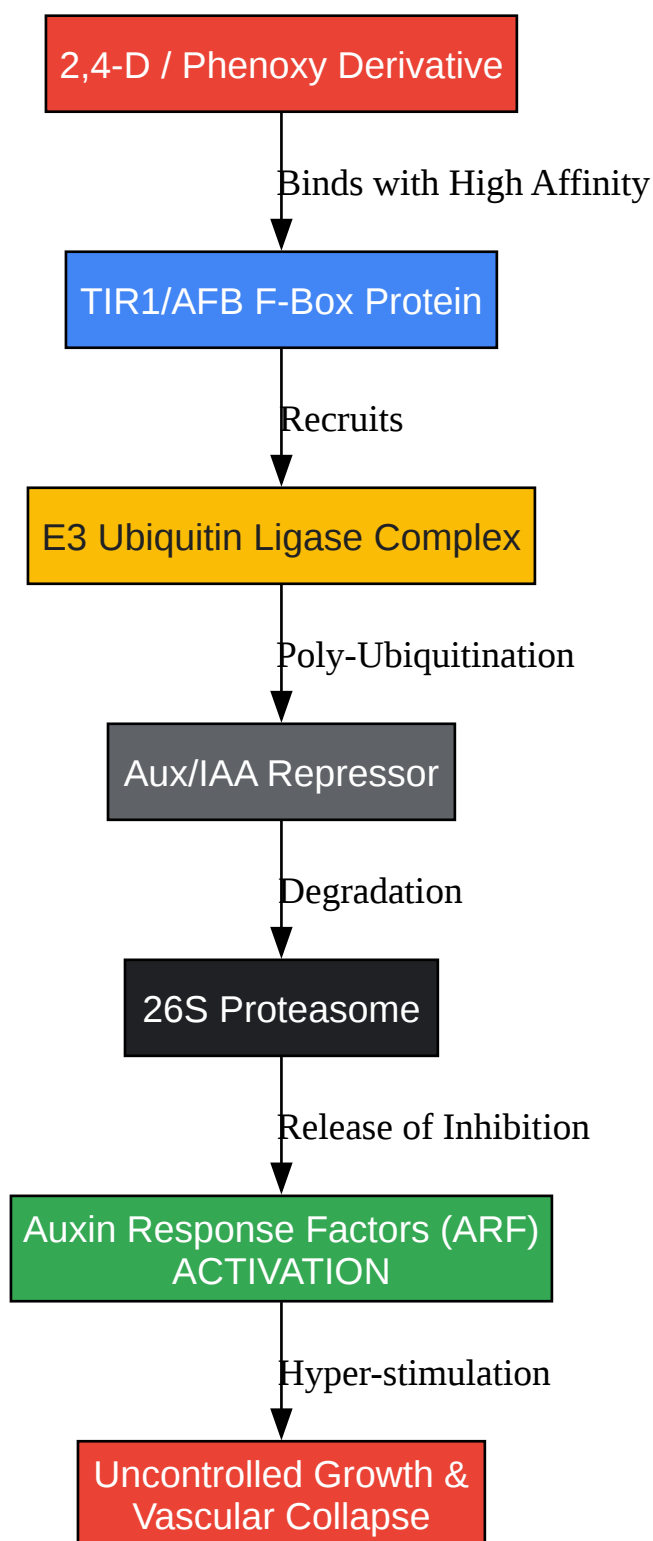 2,4-D / Phenoxy Derivative
Binds with High Affinity
TIR1/AFB F-Box Protein
Recruits
E3 Ubiquitin Ligase Complex
Poly-Ubiquitination
Aux/IAA Repressor
Degradation
26S Proteasome
Release of Inhibition
Auxin Response Factors (ARF)
ACTIVATION
Hyper-stimulation
Uncontrolled Growth &
Vascular Collapse